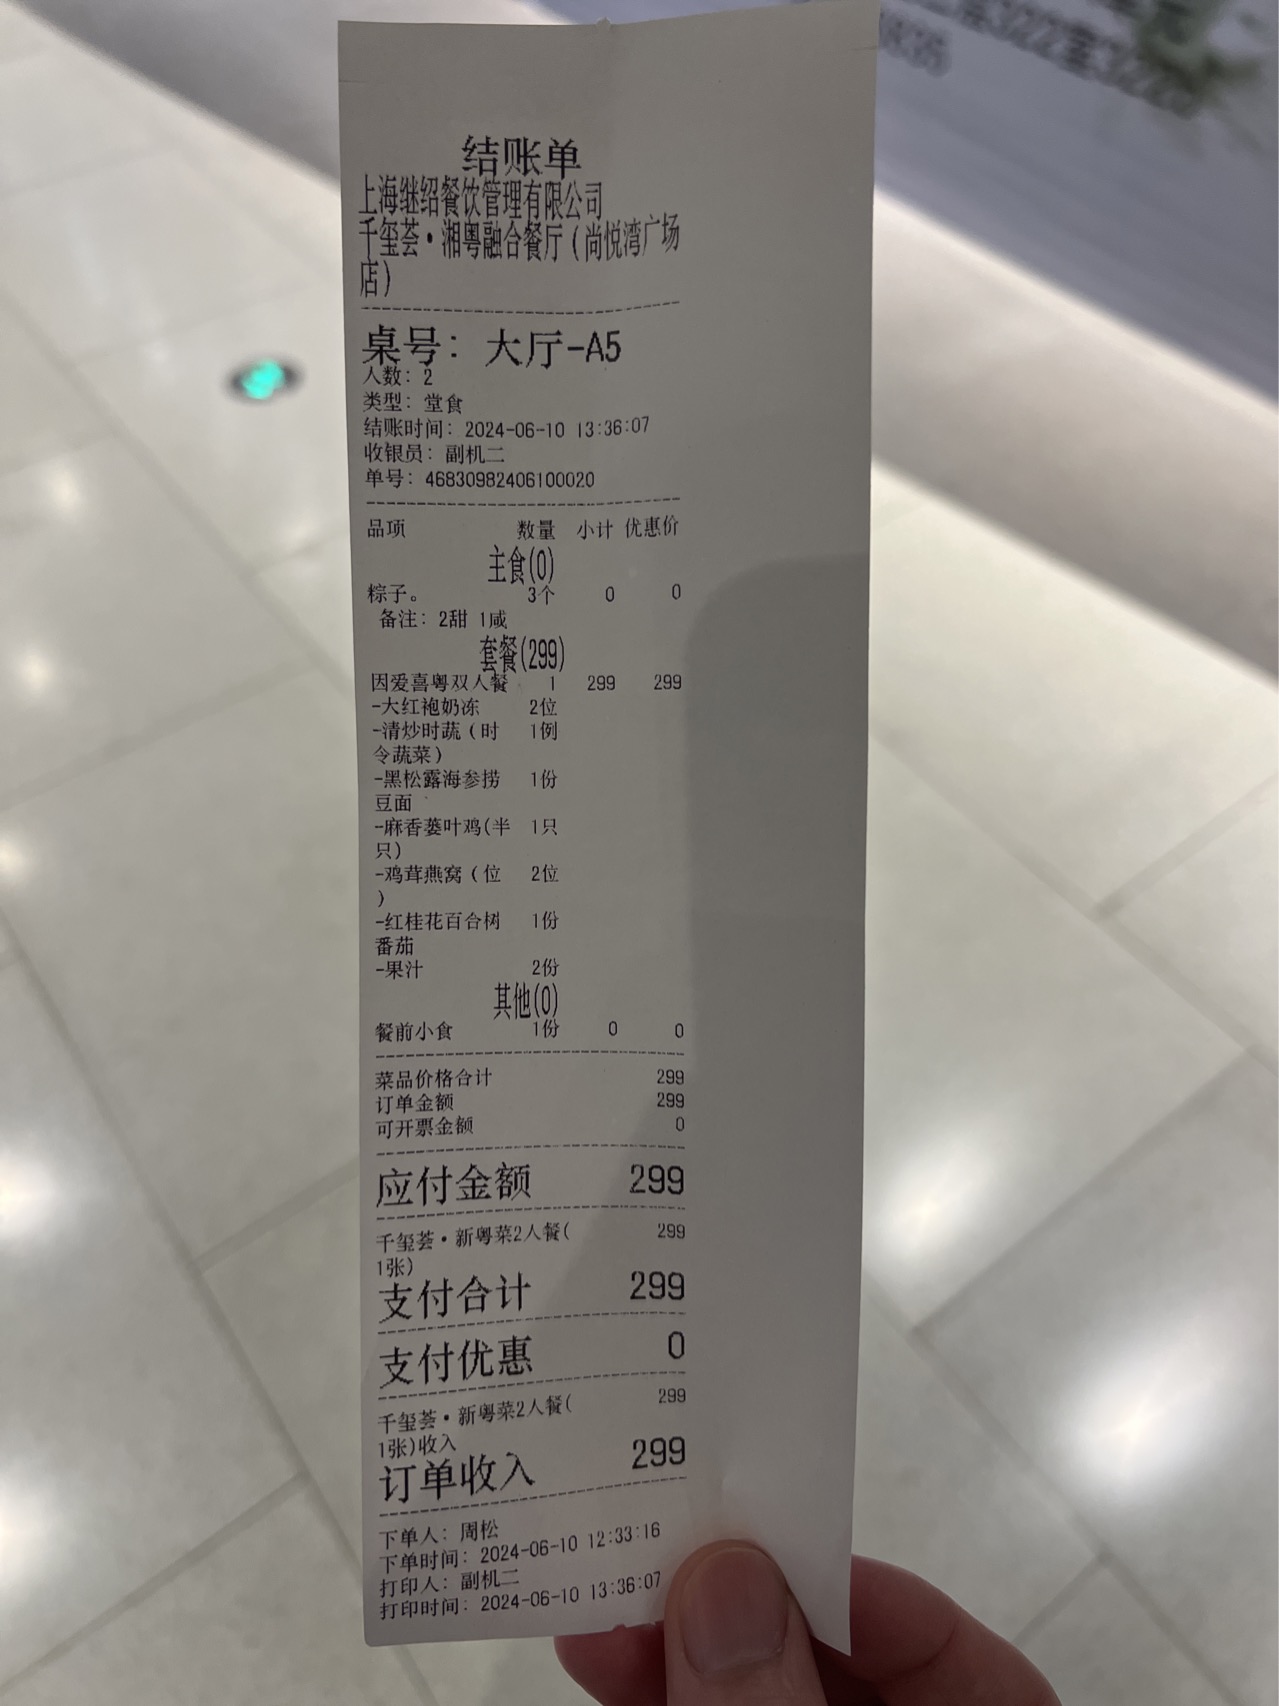 结账单
上海继绍餐饮管理有限公司
千玺荟·湘粤融合餐厅(尚悦湾广场
店)
桌号: 大厅-A5
人数: 2
类型: 堂食
结账时间: 2024-06-10 13:36:07
收银员: 副机二
单号: 46830982406100020
品项 数量 小计 优惠价
主食(0)
粽子。 3个 0 0
备注: 2甜 1咸
套餐(299)
因爱喜粤双人餐 1 299 299
-大红袍奶冻 2位
-清炒时蔬(时 1例
令蔬菜)
-黑松露海参捞 1份
豆面
-麻香蒌叶鸡(半 1只
只)
-鸡茸燕窝(位 2位
)
-红桂花百合树 1份
番茄
-果汁 2份
其他(0)
餐前小食 1份 0 0
菜品价格合计 299
订单金额 299
可开票金额 0
应付金额 299
千玺荟·新粤菜2人餐( 299
1张)
支付合计 299
支付优惠 0
千玺荟·新粤菜2人餐( 299
1张)收入
订单收入 299
下单人: 周松
下单时间: 2024-06-10 12:33:16
打印人: 副机二
打印时间: 2024-06-10 13:36:07